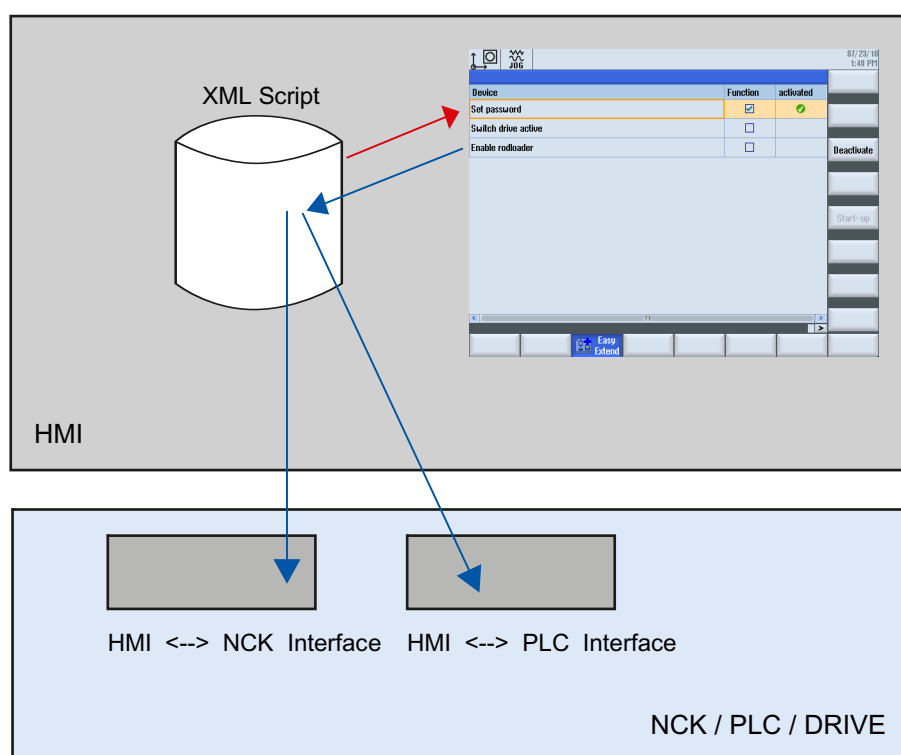 XML Script
JOG
07/23/10
1:48 PM
Device Function activated
Set password
Switch drive active
Enable rodloader
Deactivate
Start-up
Easy
Extend
HMI
HMI <--> NCK Interface HMI <--> PLC Interface
NCK / PLC / DRIVE